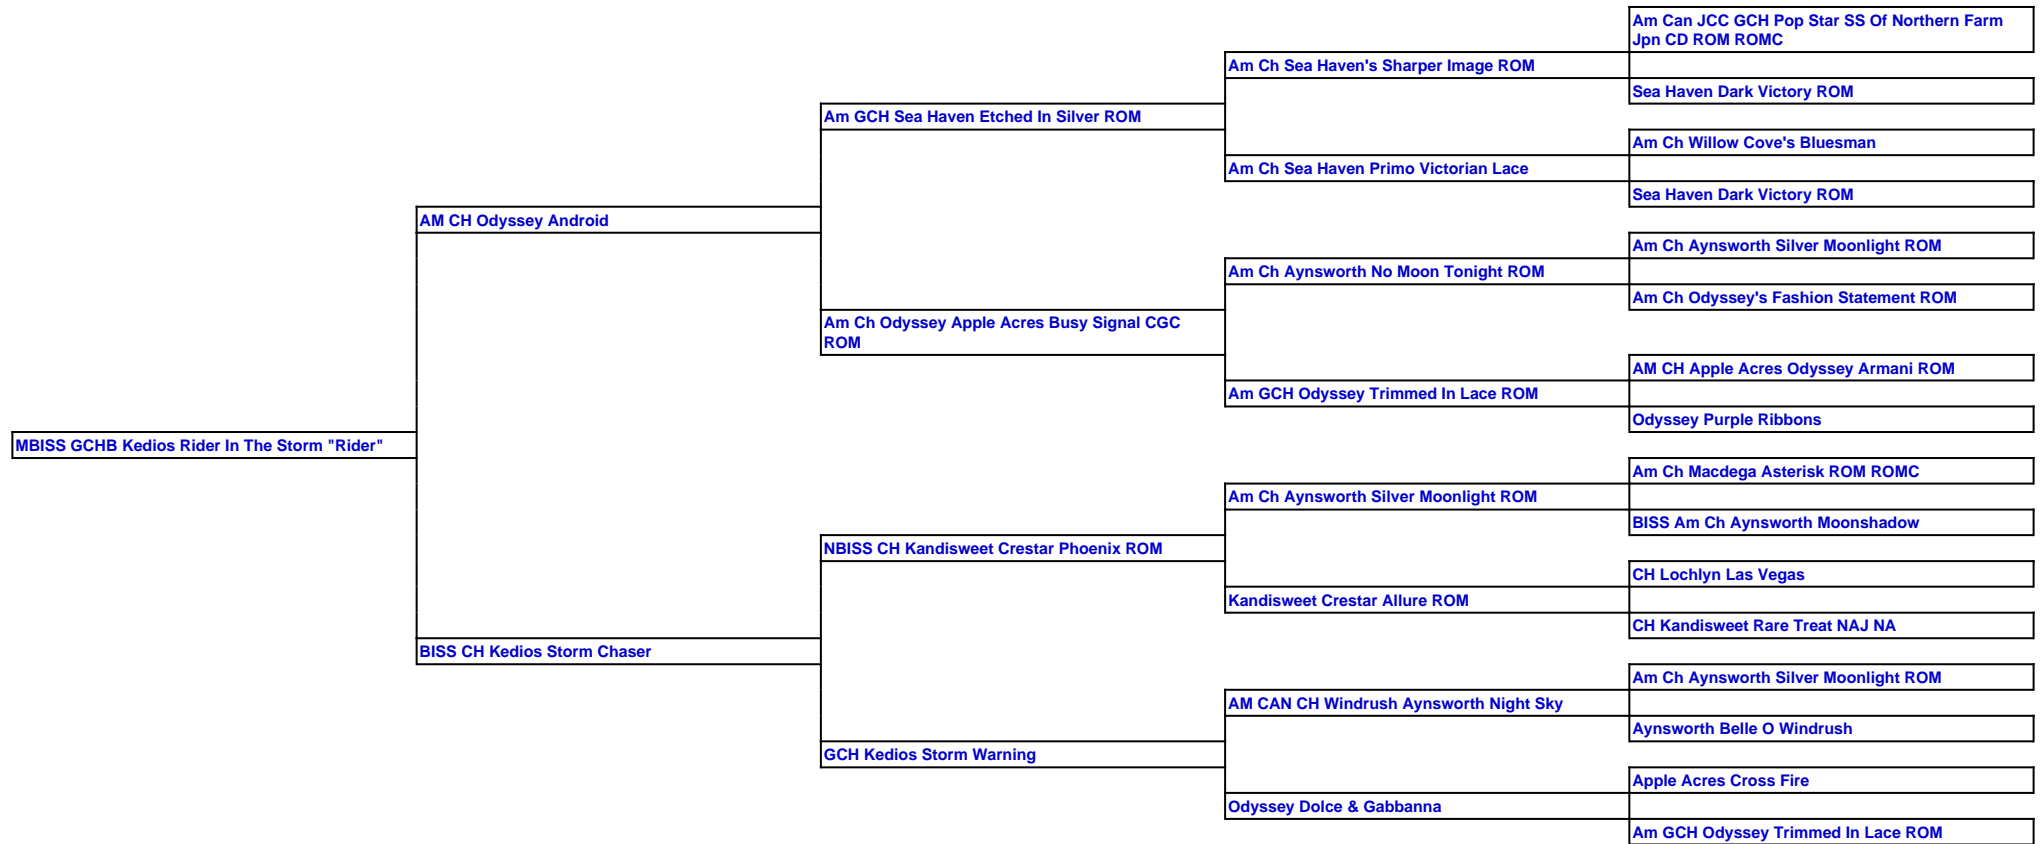 Am Can JCC GCH Pop Star SS Of Northern Farm
Jpn CD ROM ROMC
Am Ch Sea Haven's Sharper Image ROM
Sea Haven Dark Victory ROM
Am GCH Sea Haven Etched In Silver ROM
Am Ch Willow Cove's Bluesman
Am Ch Sea Haven Primo Victorian Lace
Sea Haven Dark Victory ROM
AM CH Odyssey Android
Am Ch Aynsworth Silver Moonlight ROM
Am Ch Aynsworth No Moon Tonight ROM
Am Ch Odyssey's Fashion Statement ROM
Am Ch Odyssey Apple Acres Busy Signal CGC
ROM
AM CH Apple Acres Odyssey Armani ROM
Am GCH Odyssey Trimmed In Lace ROM
Odyssey Purple Ribbons
MBISS GCHB Kedios Rider In The Storm "Rider"
Am Ch Macdega Asterisk ROM ROMC
Am Ch Aynsworth Silver Moonlight ROM
BISS Am Ch Aynsworth Moonshadow
NBISS CH Kandisweet Crestar Phoenix ROM
CH Lochlyn Las Vegas
Kandisweet Crestar Allure ROM
CH Kandisweet Rare Treat NAJ NA
BISS CH Kedios Storm Chaser
Am Ch Aynsworth Silver Moonlight ROM
AM CAN CH Windrush Aynsworth Night Sky
Aynsworth Belle O Windrush
GCH Kedios Storm Warning
Apple Acres Cross Fire
Odyssey Dolce & Gabbanna
Am GCH Odyssey Trimmed In Lace ROM